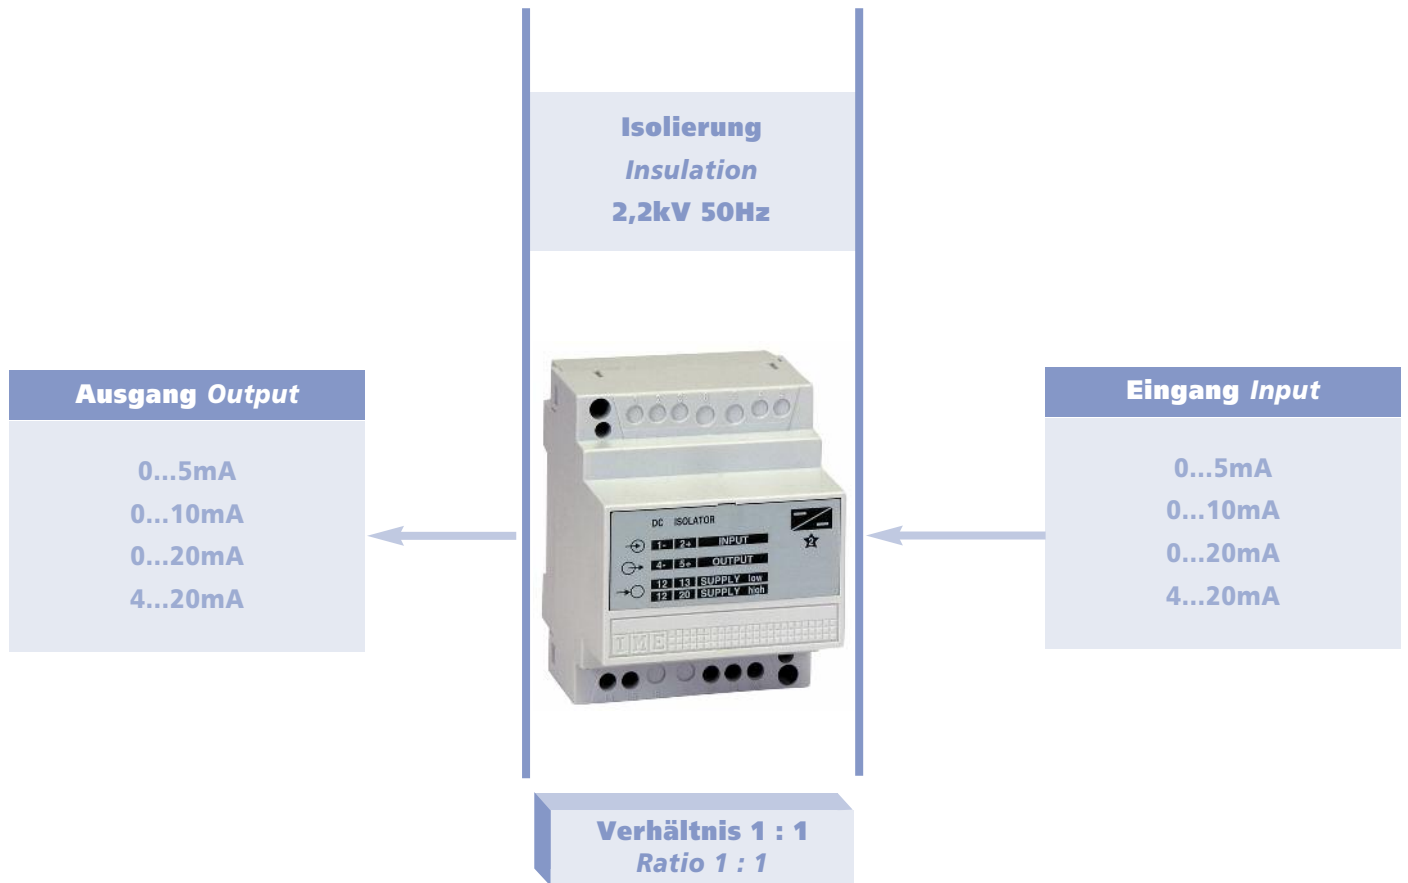 Isolierung
Insulation
2,2kV 50Hz
Ausgang Output
0...5mA
0...10mA
0...20mA
4...20mA
DC ISOLATOR
1- 2+ INPUT
4- 5+ OUTPUT
12 13 SUPPLY low
12 20 SUPPLY high
2
IME
Eingang Input
0...5mA
0...10mA
0...20mA
4...20mA
Verhältnis 1 : 1
Ratio 1 : 1